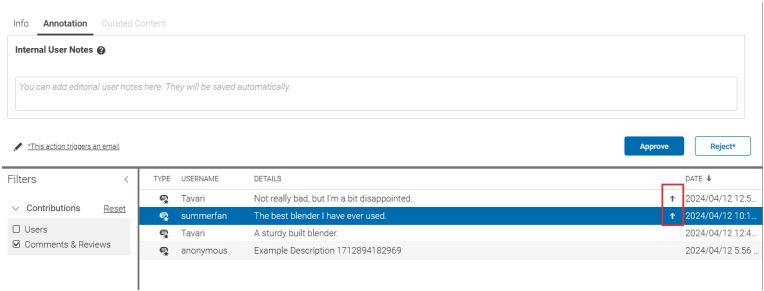 Info Annotation Curated Content
Internal User Notes ?
You can add editorial user notes here. They will be saved automatically.
*This action triggers an email
Approve
Reject*
Filters
Contributions Reset
Users
Comments & Reviews
TYPE USERNAME DETAILS DATE
Tavari Not really bad, but I'm a bit disappointed. 2024/04/12 12:5...
summerfan The best blender I have ever used. 2024/04/12 10:1...
Tavari A sturdy built blender. 2024/04/12 12:4...
anonymous Example Description 1712894182969 2024/04/12 5:56 ...